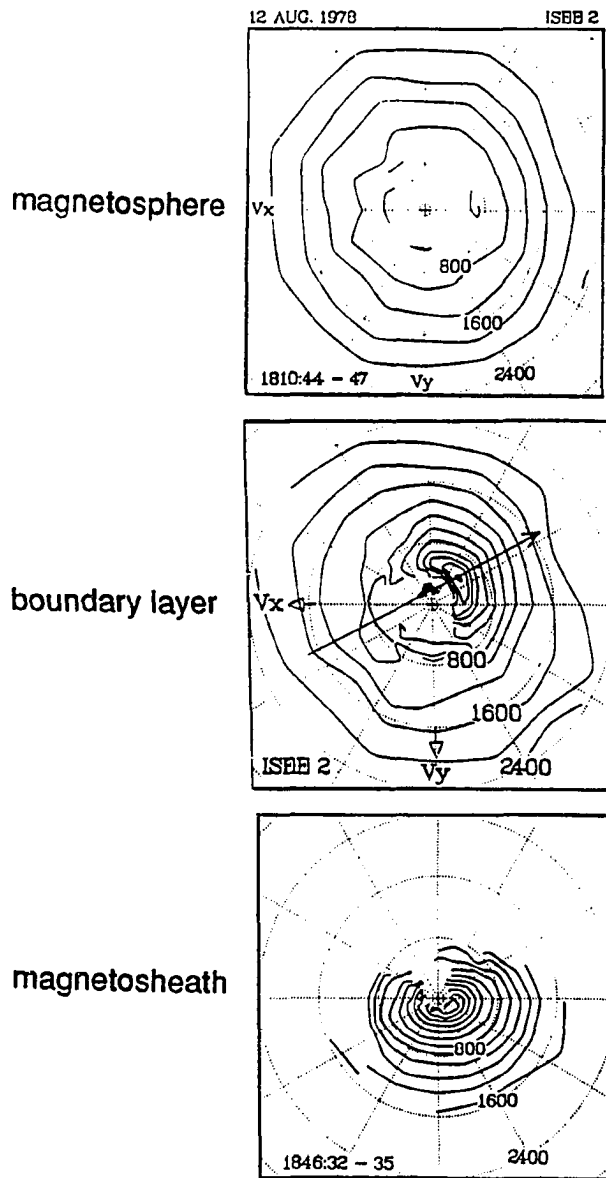 12 AUG. 1978 ISEE 2
magnetosphere
Vx
800
1600
2400
1810:44 - 47
Vy
boundary layer
Vx
800
1600
2400
ISEE 2
Vy
magnetosheath
800
1600
2400
1846:32 - 35